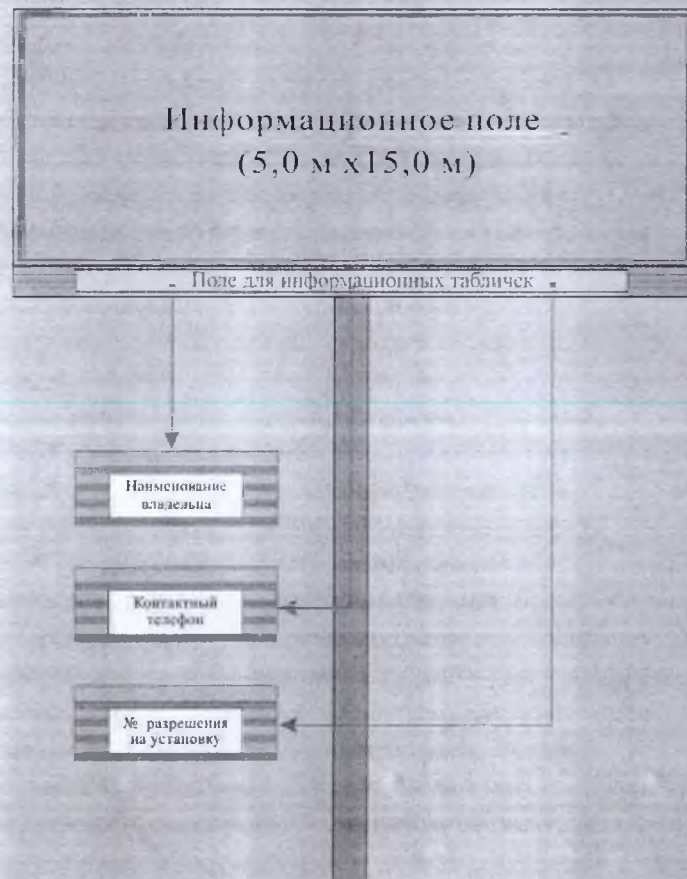 Информационное поле
(5,0 м х15,0 м)
Поле для информационных табличек
Наименование
владельца
Контактный
телефон
№ разрешения
на установку